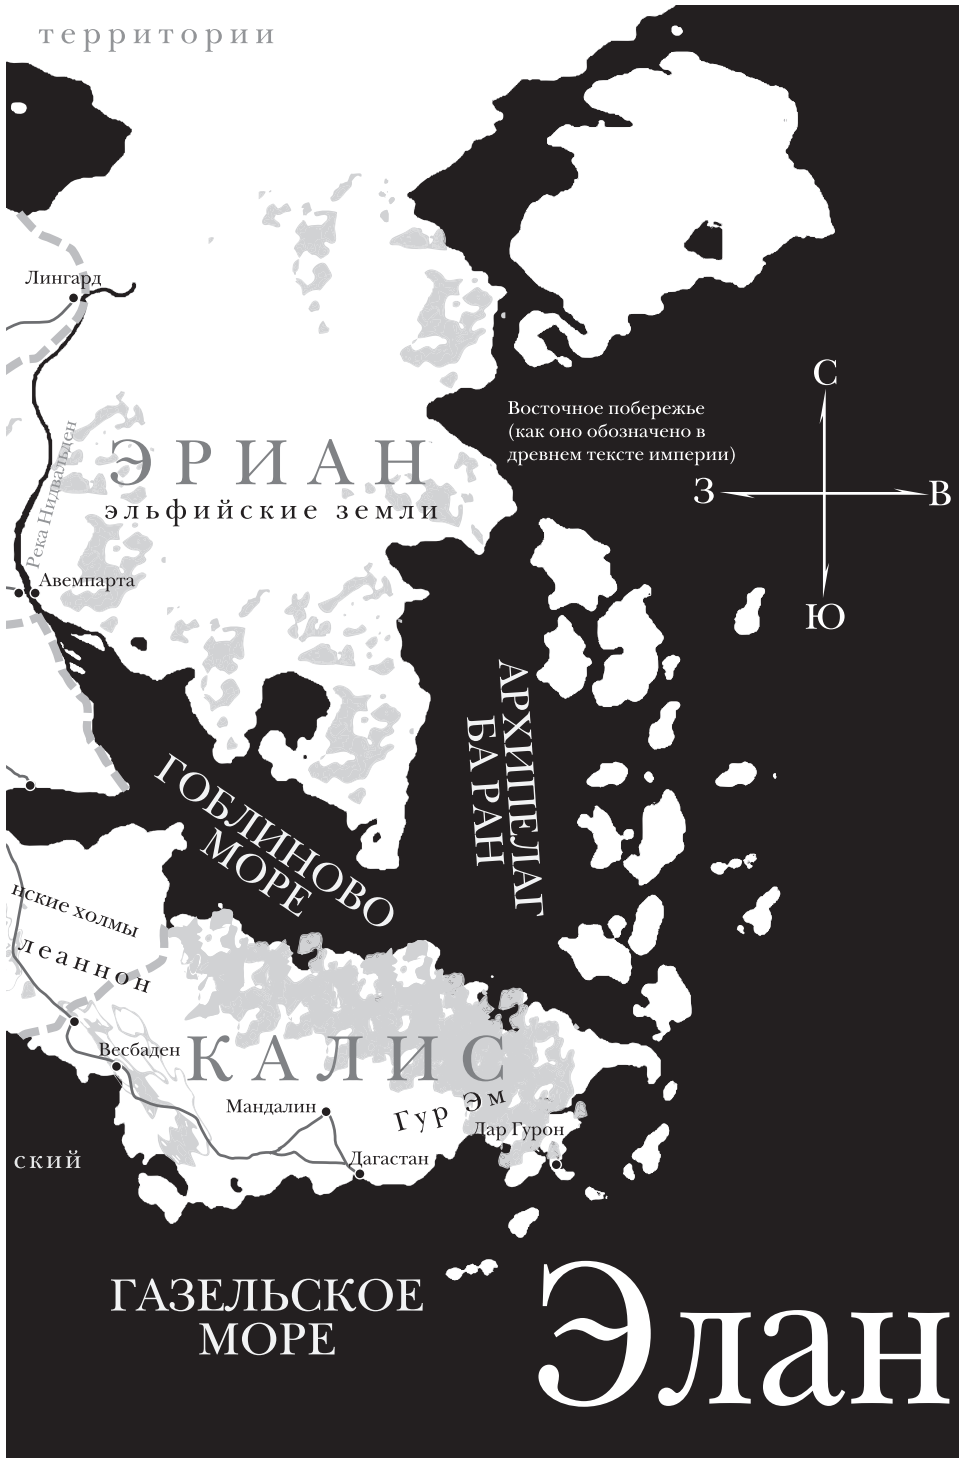 территории
Лингард
Восточное побережье
(как оно обозначено в
древнем тексте империи)
С
З
В
Ю
ЭРИАН
эльфийские земли
Река Нидвальден
Авемпарта
АРХИПЕЛАГ
БА РАН
ГОБЛИНОВО
МОРЕ
нские холмы
леаннон
КАЛИС
Весбаден
Мандалин
Гур Эм
Дар Гурон
Дагастан
ский
ГАЗЕЛЬСКОЕ
МОРЕ
Элан